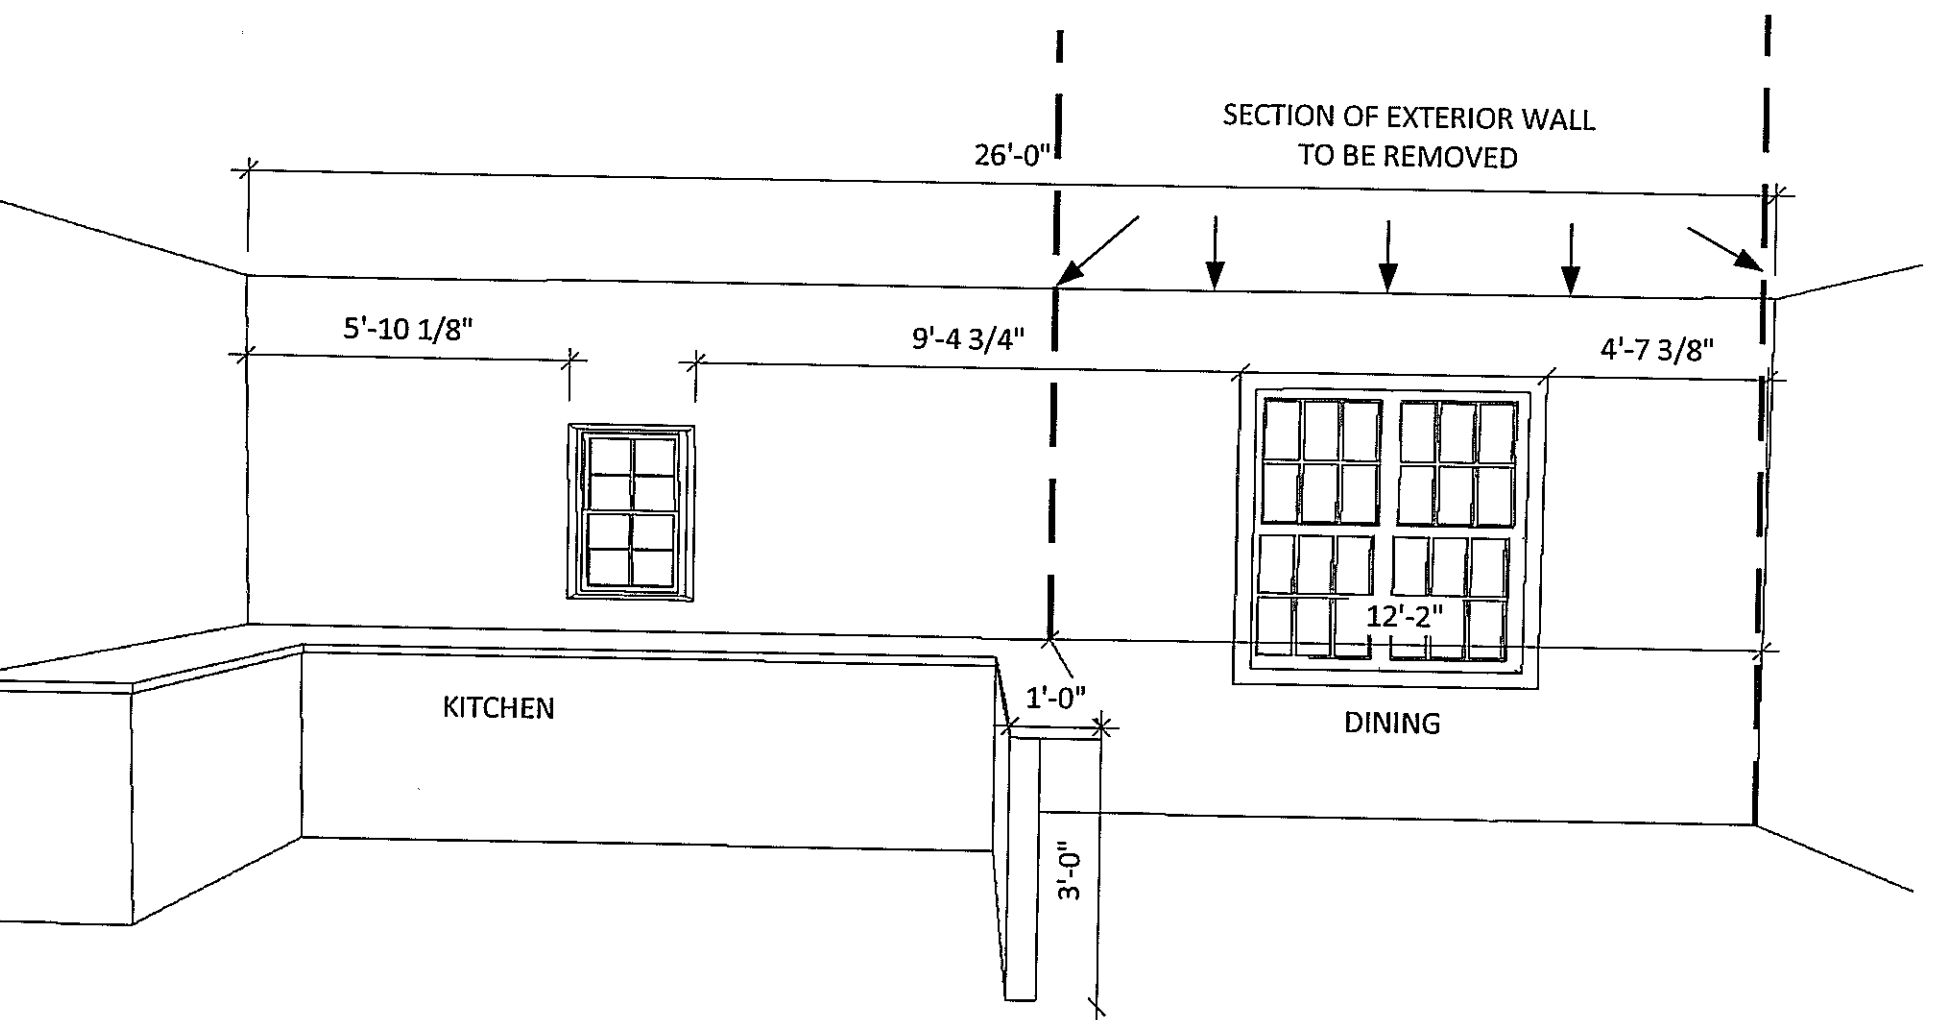 SECTION OF EXTERIOR WALL
TO BE REMOVED
26'-0"
5'-10 1/8"
9'-4 3/4"
4'-7 3/8"
12'-2"
1'-0"
KITCHEN
DINING
3'-0"